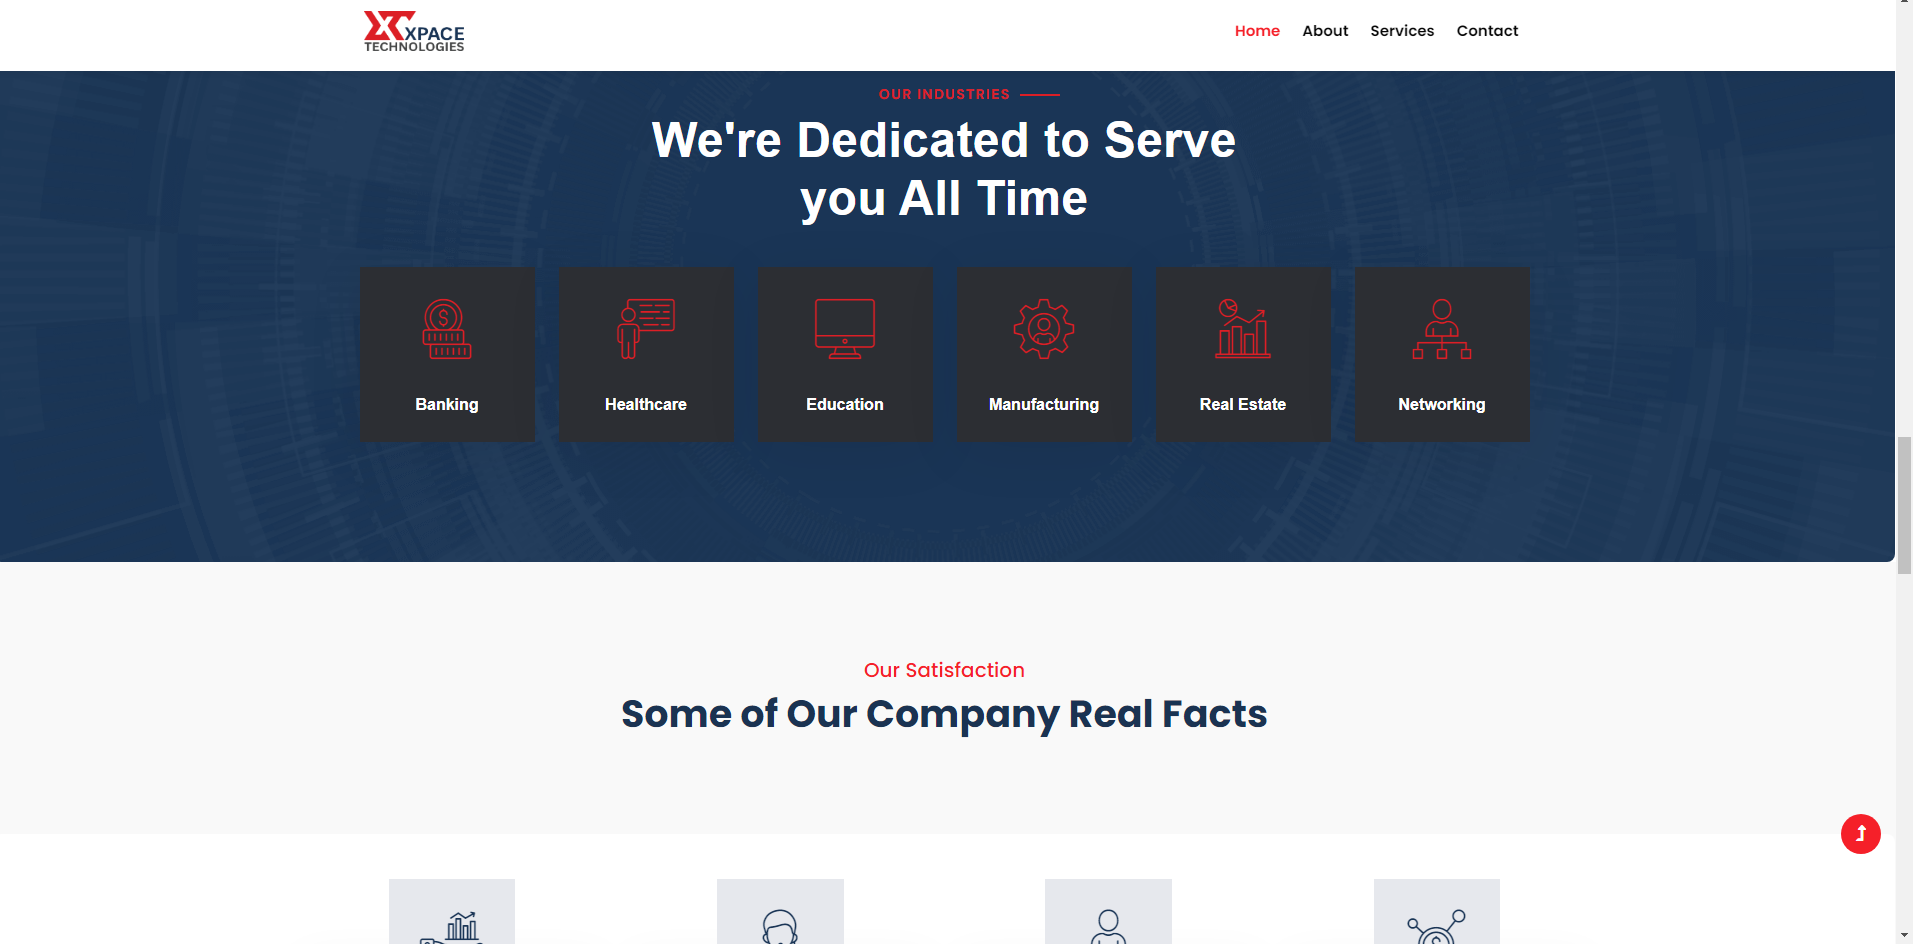 XPACE
TECHNOLOGIES
Home About Services Contact
OUR INDUSTRIES
We're Dedicated to Serve
you All Time
Banking Healthcare Education Manufacturing Real Estate Networking
Our Satisfaction
Some of Our Company Real Facts